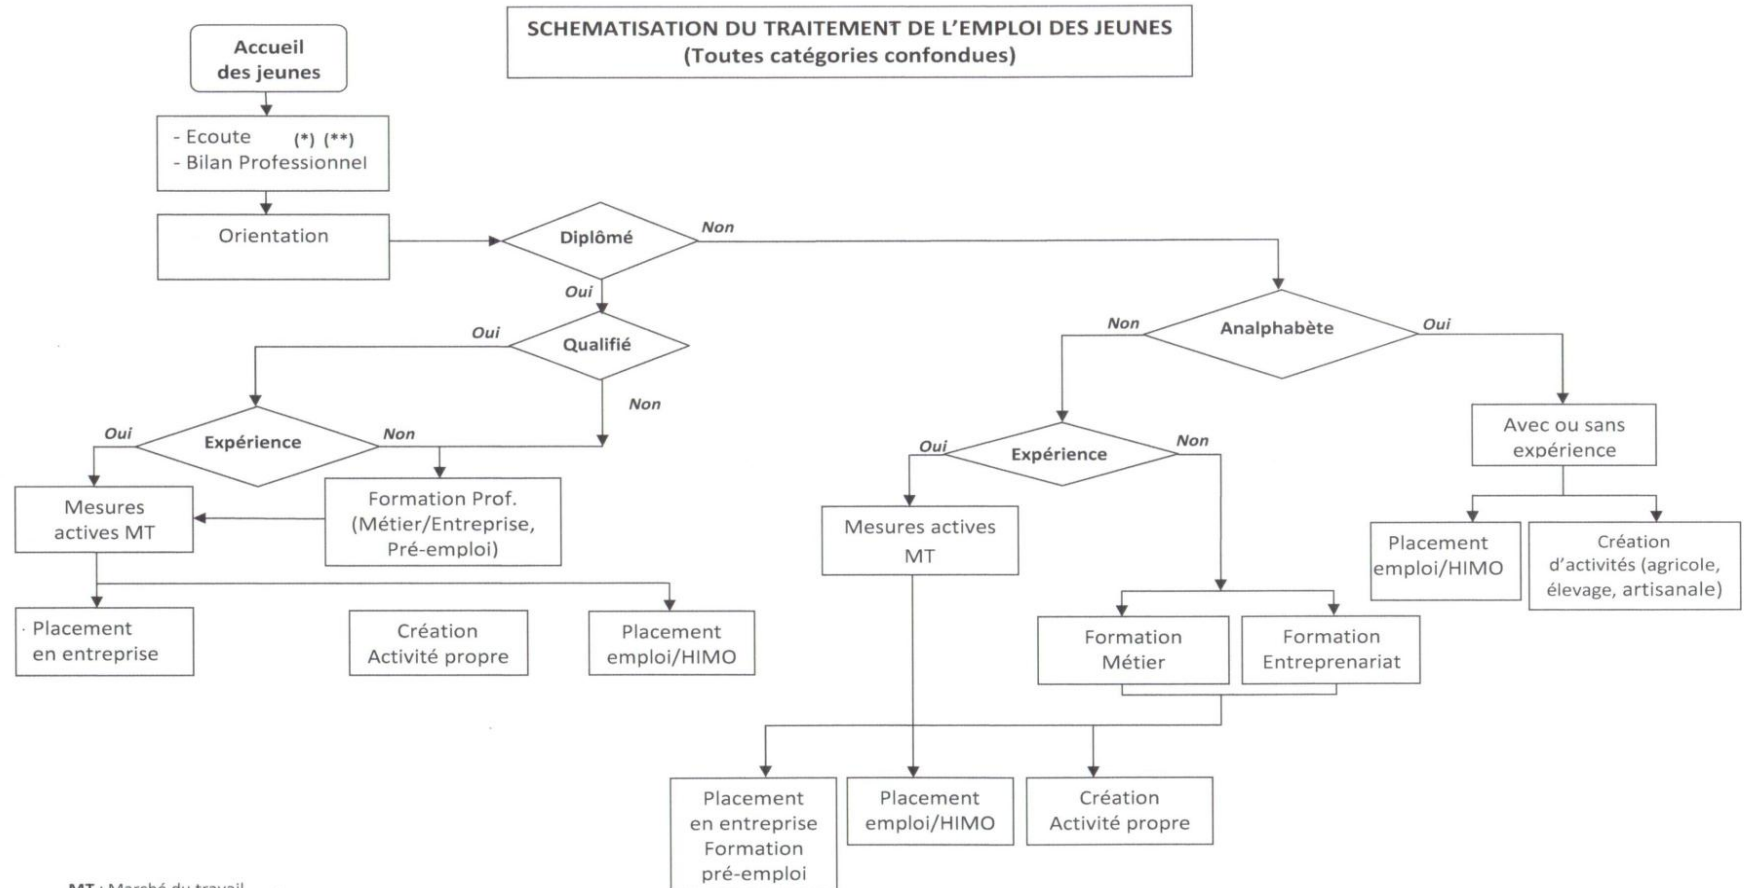 SCHEMATISATION DU TRAITEMENT DE L'EMPLOI DES JEUNES
(Toutes catégories confondues)
Accueil
des jeunes
- Ecoute (*) (**)
- Bilan Professionnel
Orientation
Diplômé
Non
Oui
Qualifié
Oui
Non
Analphabète
Non
Oui
Expérience
Oui
Non
Expérience
Oui
Non
Avec ou sans
expérience
Mesures
actives MT
Formation Prof.
(Métier/Entreprise,
Pré-emploi)
Mesures actives
MT
Placement
emploi/HIMO
Création
d'activités (agricole,
élevage, artisanale)
Placement
en entreprise
Création
Activité propre
Placement
emploi/HIMO
Formation
Métier
Formation
Entreprenariat
Placement
en entreprise
Formation
pré-emploi
Placement
emploi/HIMO
Création
Activité propre
MT : Marché du travail